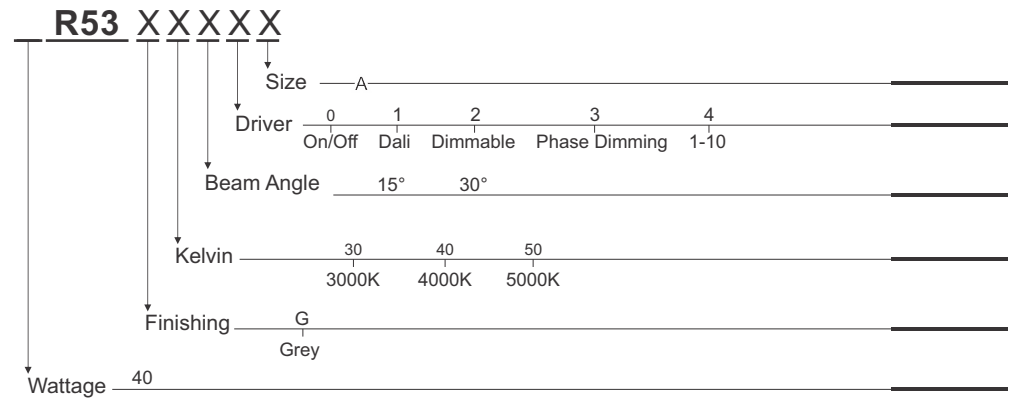 R53 X X X X X
Size A
Driver 0 1 2 3 4
On/Off Dali Dimmable Phase Dimming 1-10
Beam Angle 15° 30°
Kelvin 30 40 50
3000K 4000K 5000K
Finishing G
Grey
Wattage 40